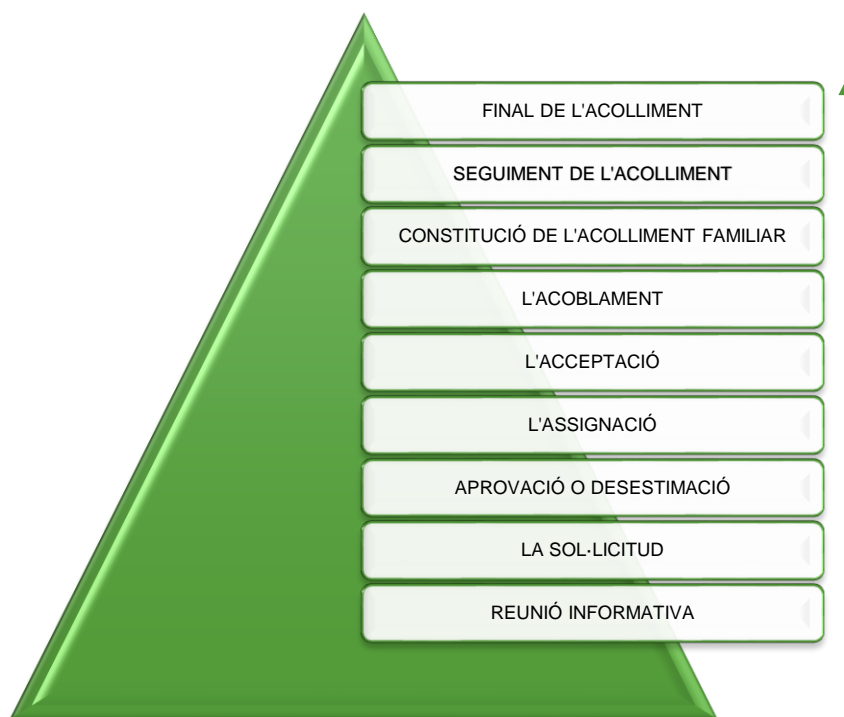 FINAL DE L'ACOLLIMENT
SEGUIMENT DE L'ACOLLIMENT
CONSTITUCIÓ DE L'ACOLLIMENT FAMILIAR
L'ACOBLAMENT
L'ACCEPTACIÓ
L'ASSIGNACIÓ
APROVACIÓ O DESESTIMACIÓ
LA SOL·LICITUD
REUNIÓ INFORMATIVA